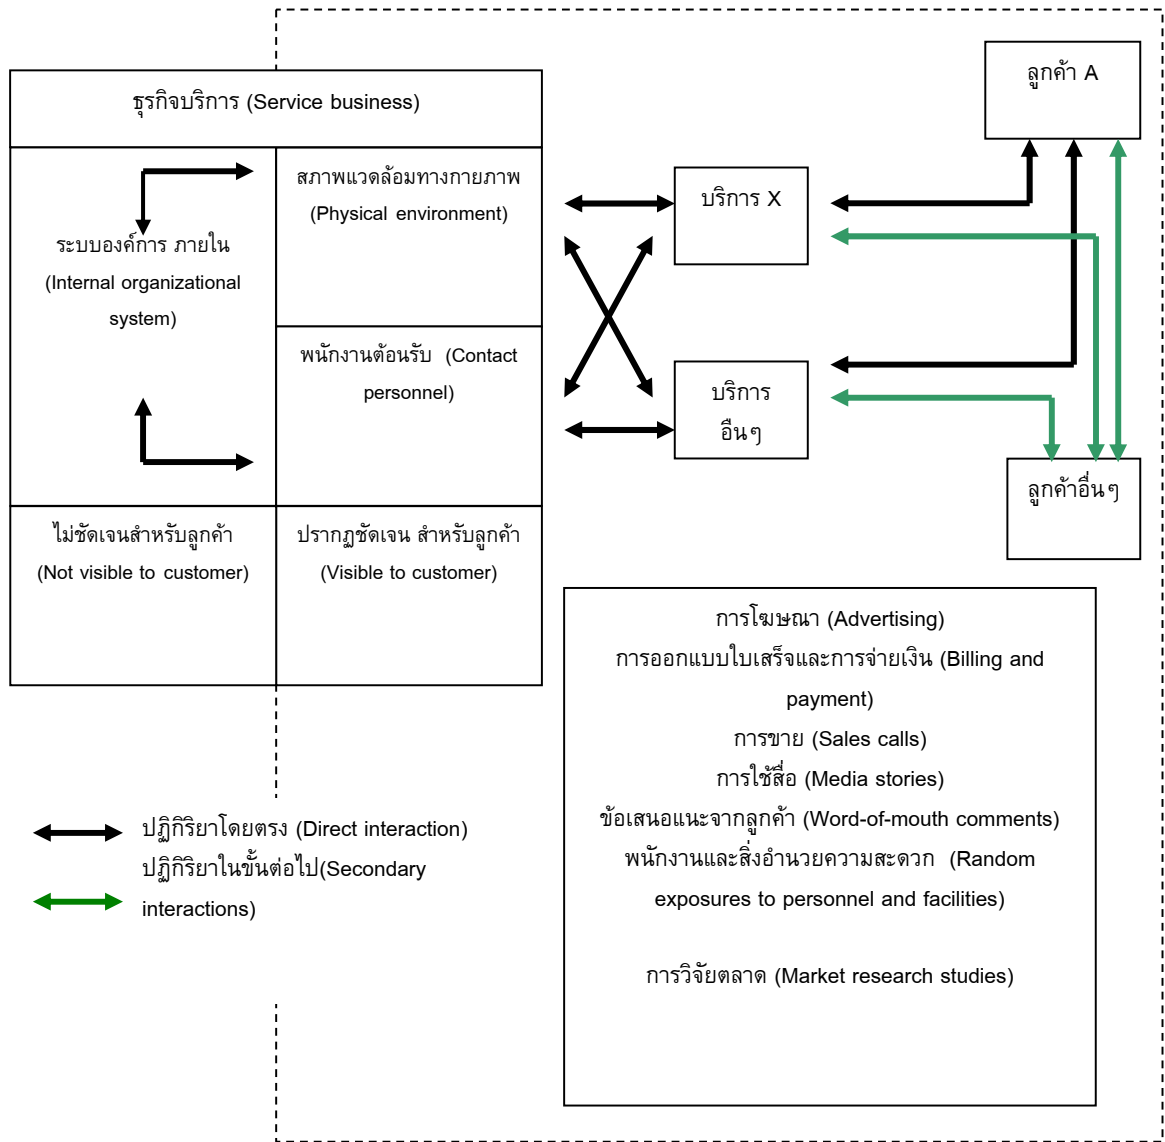 ลูกค้า A
ธุรกิจบริการ (Service business)
สภาพแวดล้อมทางกายภาพ
(Physical environment)
บริการ X
ระบบองค์การ ภายใน
(Internal organizational
system)
พนักงานต้อนรับ (Contact
personnel)
บริการ
อืนๆ
ลูกค้าอื่นๆ
ไม่ชัดเจนสำหรับลูกค้า
(Not visible to customer)
ปรากฏชัดเจน สำหรับลูกค้า
(Visible to customer)
การโฆษณา (Advertising)
การออกแบบใบเสร็จและการจ่ายเงิน (Billing and
payment)
การขาย (Sales calls)
การใช้สื่อ (Media stories)
ข้อเสนอแนะจากลูกค้า (Word-of-mouth comments)
พนักงานและสิ่งอำนวยความสะดวก (Random
exposures to personnel and facilities)
การวิจัยตลาด (Market research studies)
ปฏิกิริยาโดยตรง (Direct interaction)
ปฏิกิริยาในขั้นต่อไป(Secondary
interactions)